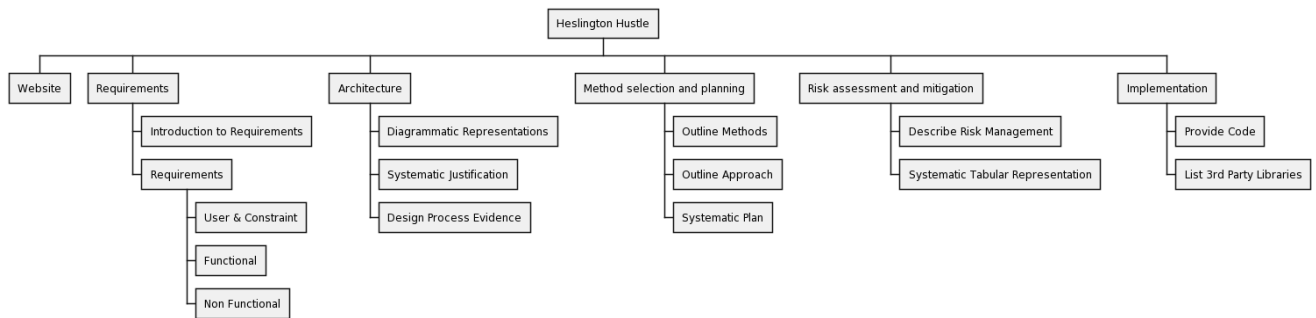 Heslington Hustle
Website
Requirements
Introduction to Requirements
Requirements
User & Constraint
Functional
Non Functional
Architecture
Diagrammatic Representations
Systematic Justification
Design Process Evidence
Method selection and planning
Outline Methods
Outline Approach
Systematic Plan
Risk assessment and mitigation
Describe Risk Management
Systematic Tabular Representation
Implementation
Provide Code
List 3rd Party Libraries